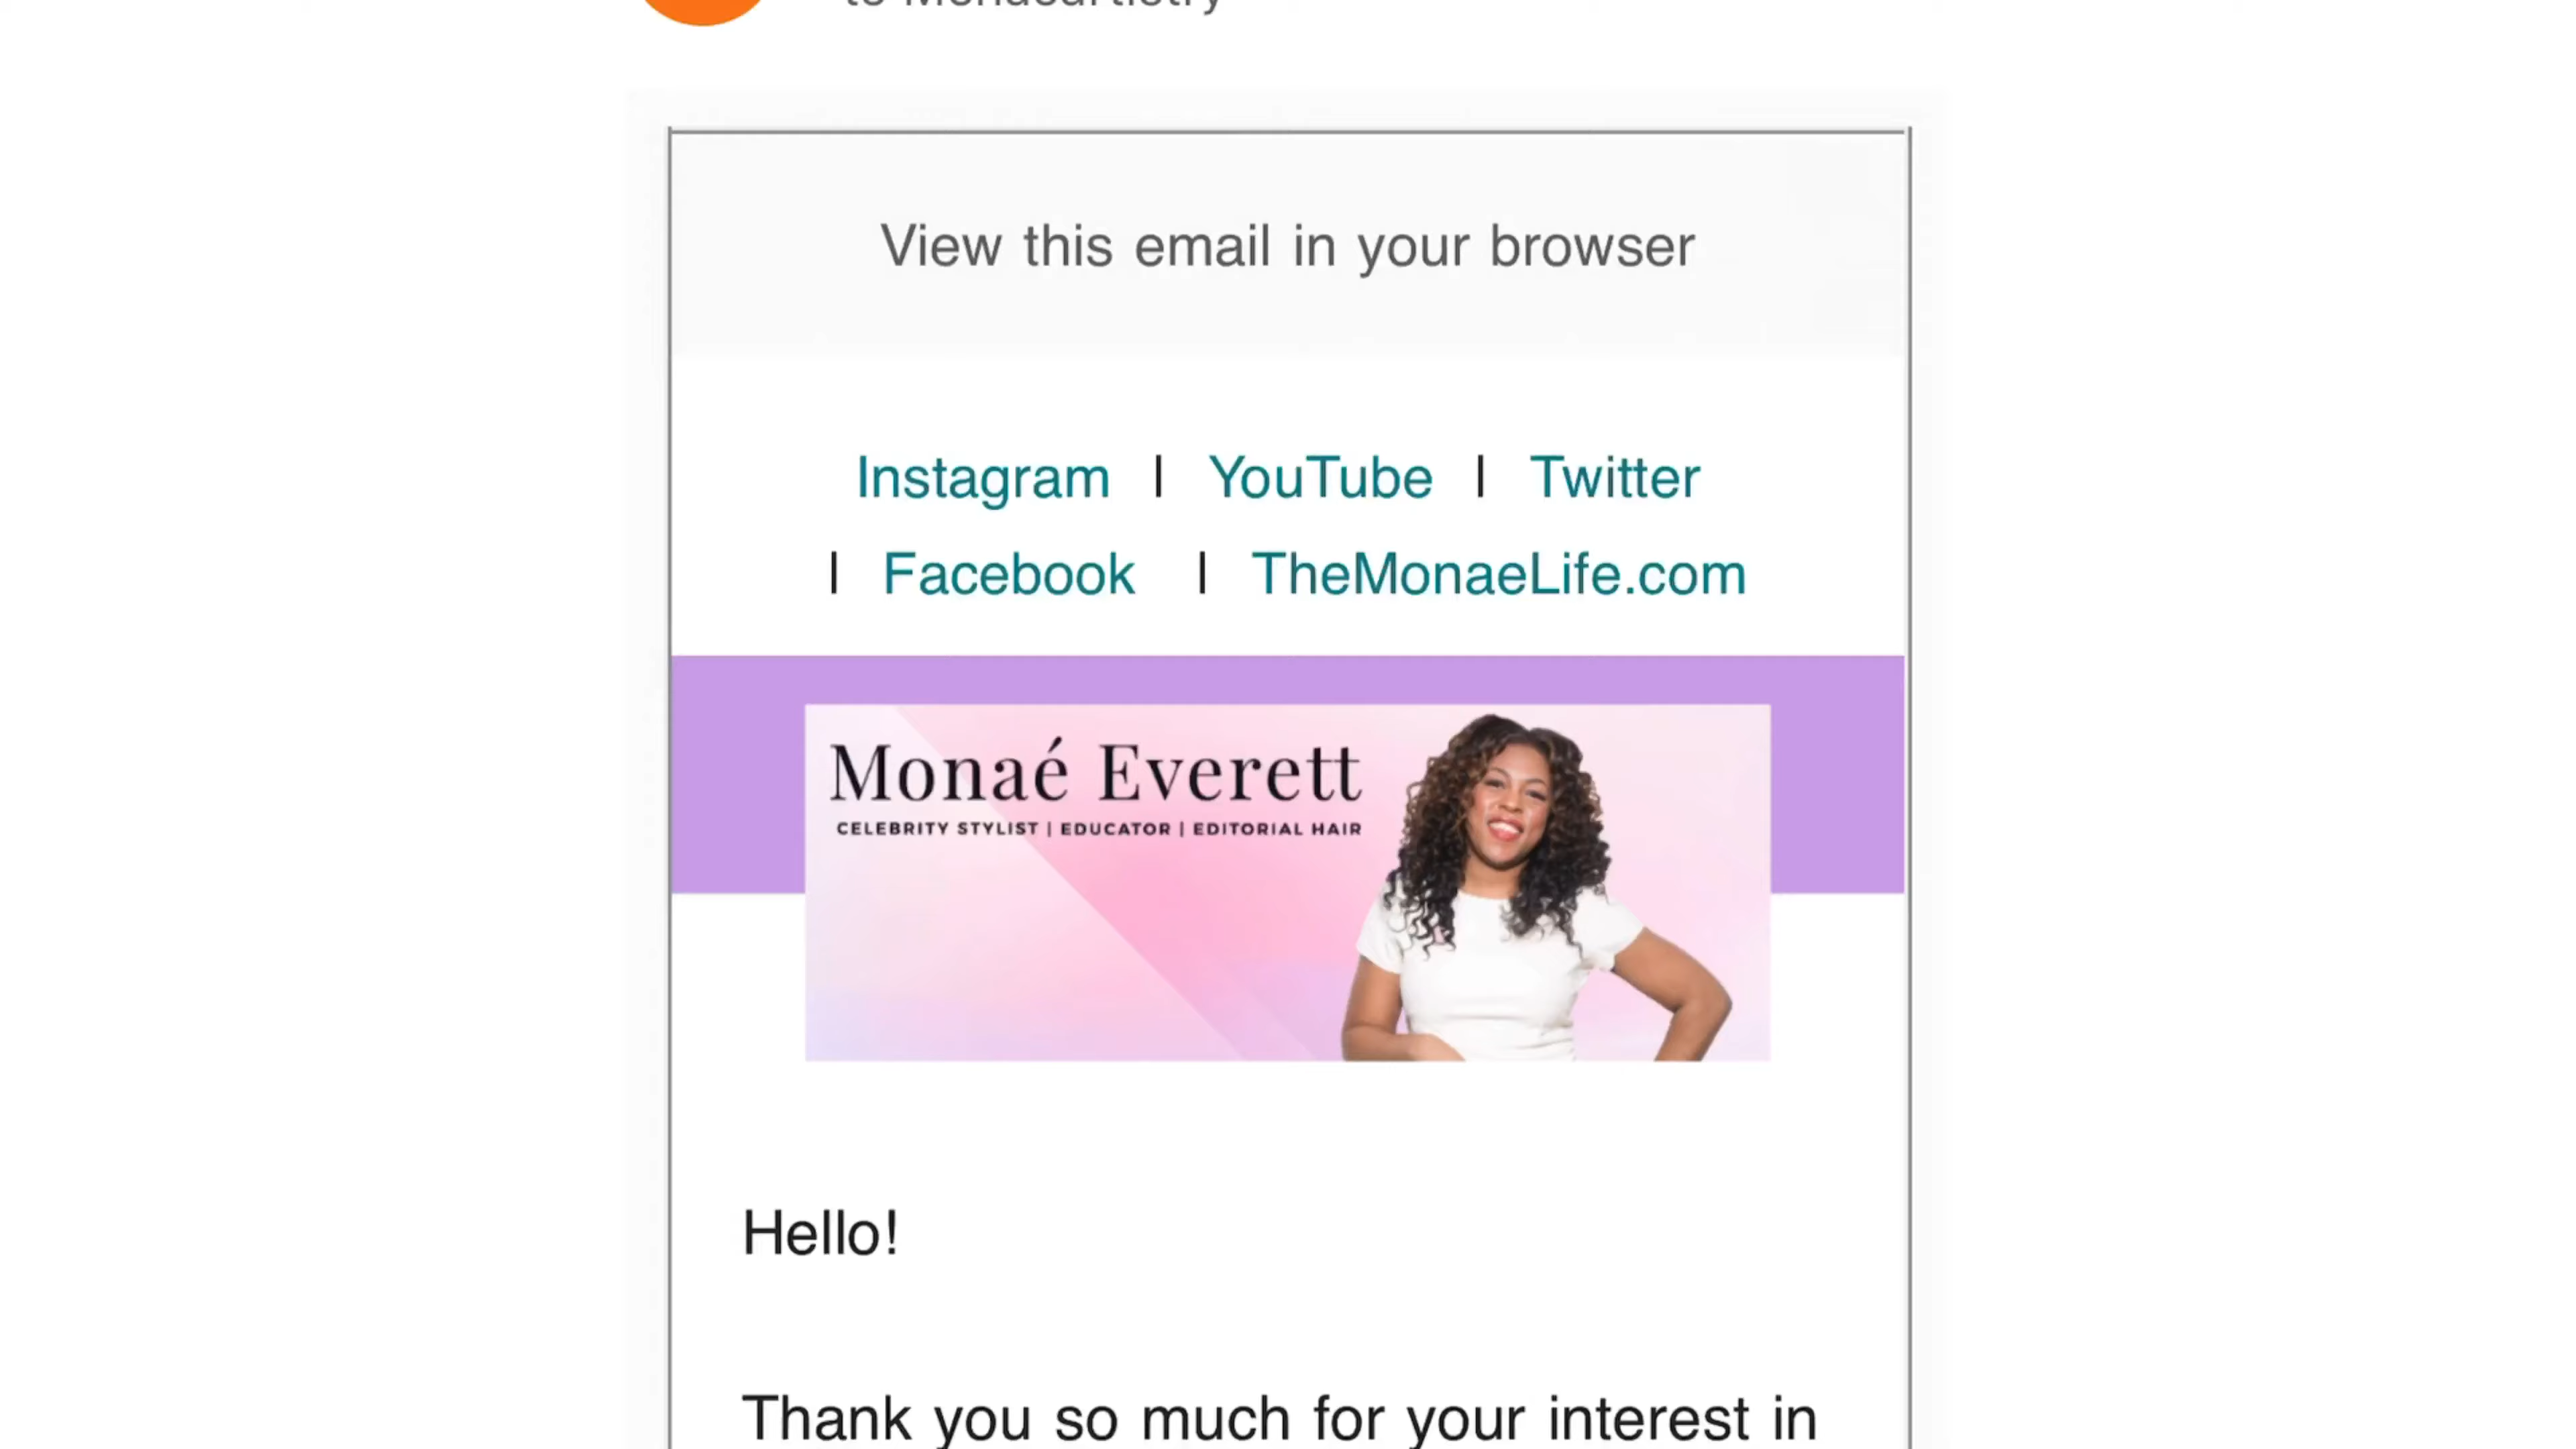 View this email in your browser
Instagram | YouTube | Twitter
| Facebook | TheMonaeLife.com
Monaé Everett
CELEBRITY STYLIST | EDUCATOR | EDITORIAL HAIR
Hello!
Thank you so much for your interest in